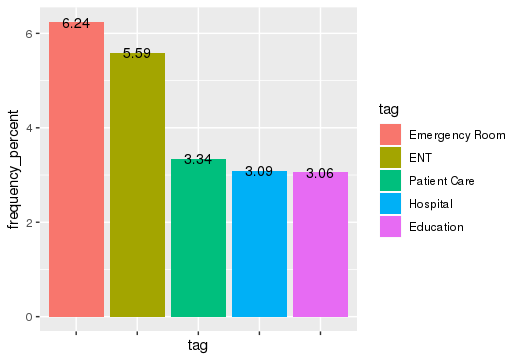 frequency_percent
6
4
2
0
6.24
5.59
3.34
3.09
3.06
tag
tag
Emergency Room
ENT
Patient Care
Hospital
Education